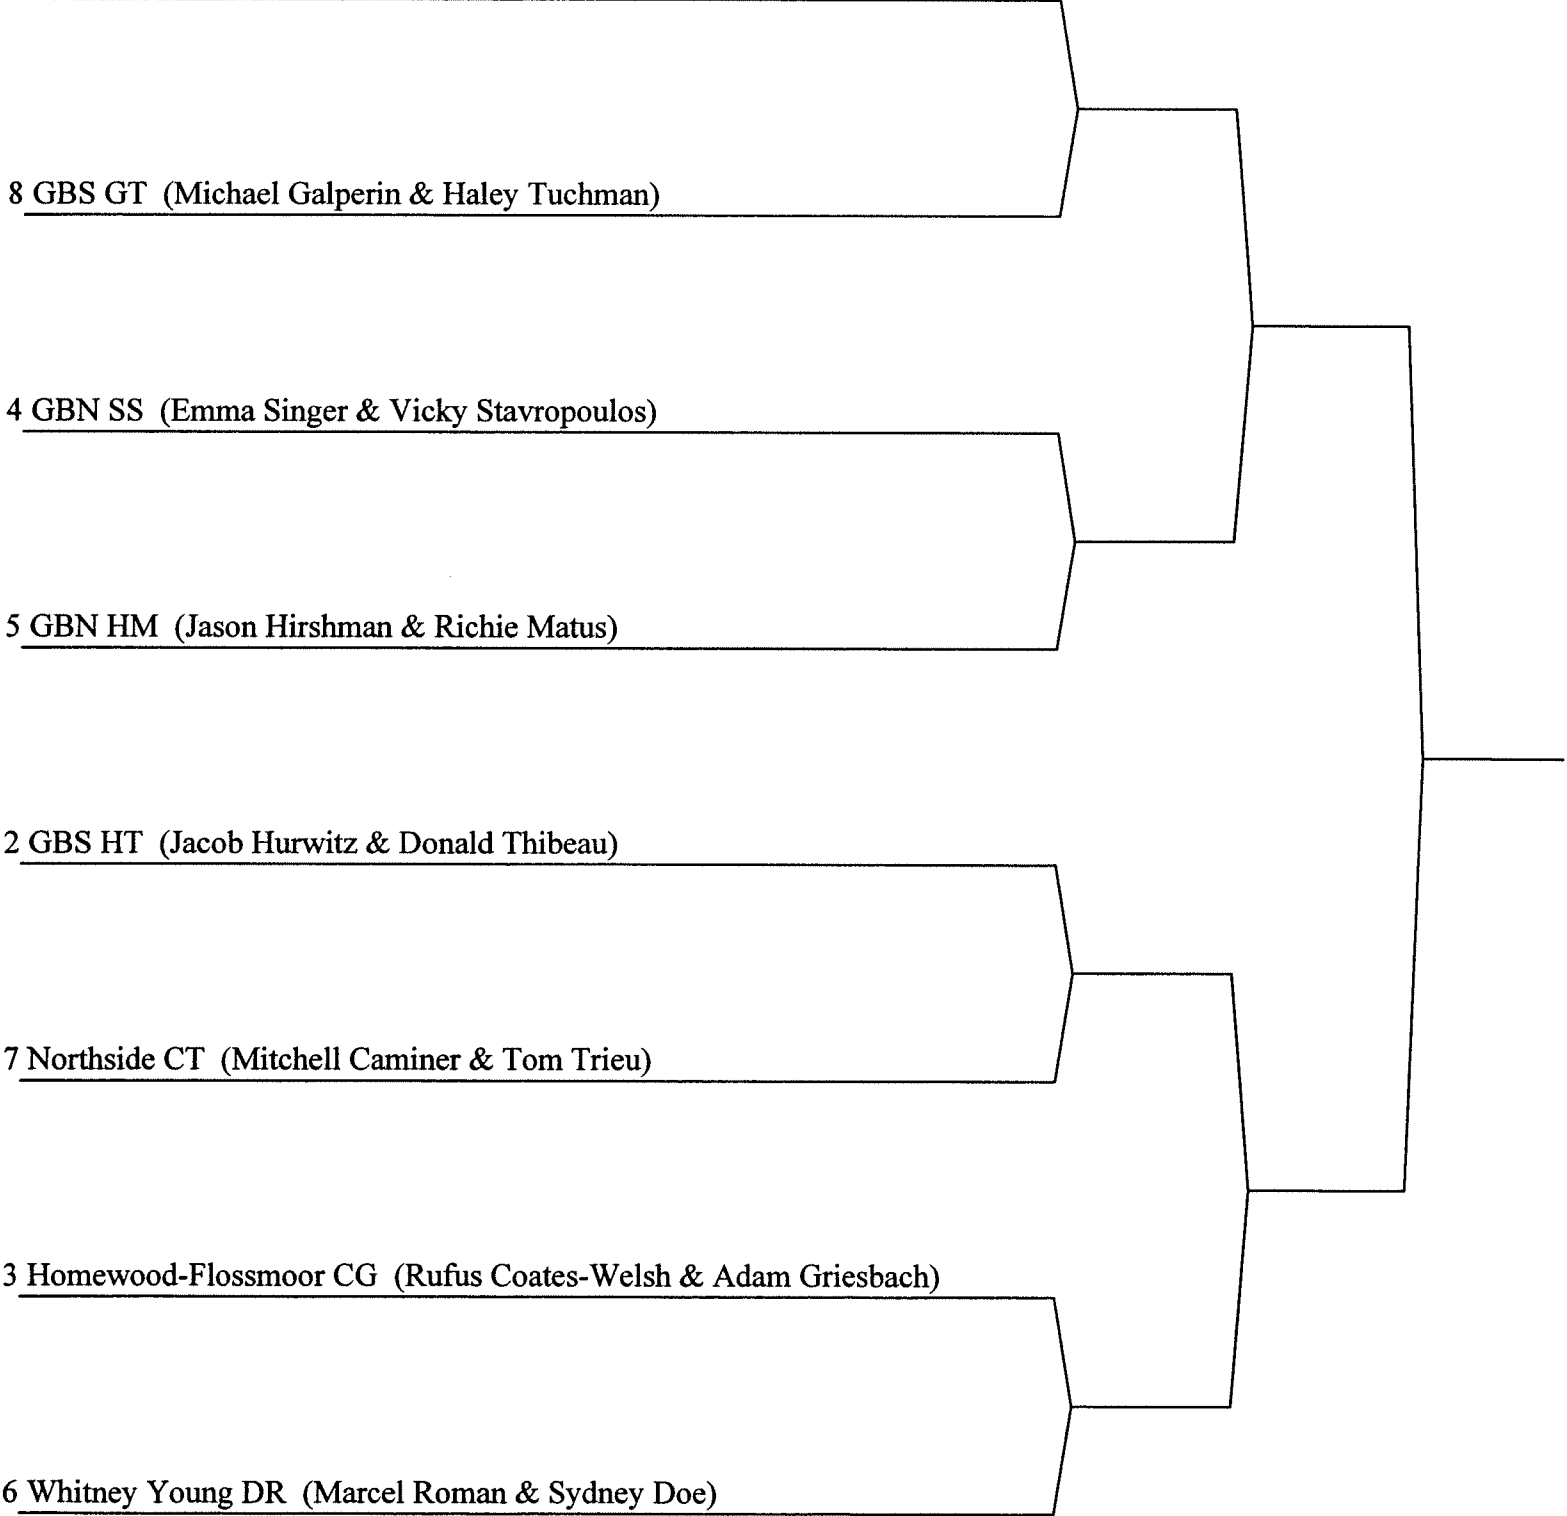 8 GBS GT (Michael Galperin & Haley Tuchman)
4 GBN SS (Emma Singer & Vicky Stavropoulos)
5 GBN HM (Jason Hirshman & Richie Matus)
2 GBS HT (Jacob Hurwitz & Donald Thibeau)
7 Northside CT (Mitchell Caminer & Tom Trieu)
3 Homewood-Flossmoor CG (Rufus Coates-Welsh & Adam Griesbach)
6 Whitney Young DR (Marcel Roman & Sydney Doe)